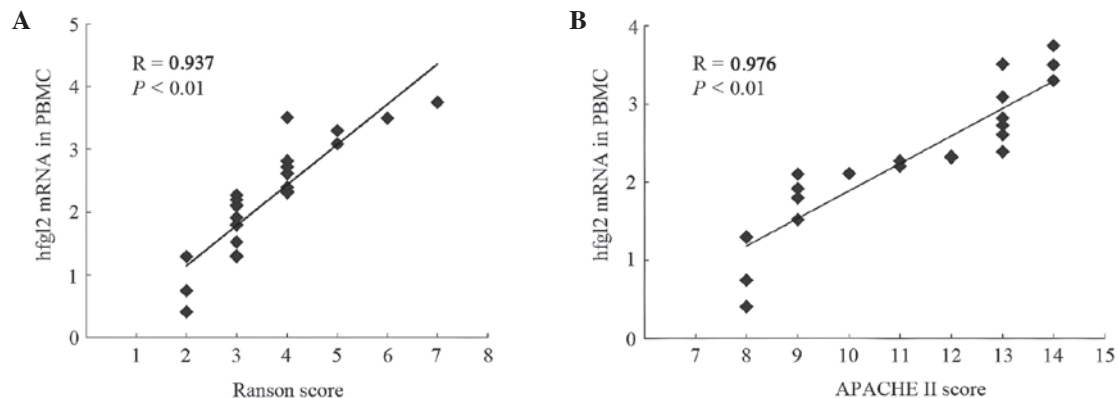 A
R = 0.937
P < 0.01
hfgl2 mRNA in PBMC
5
4
3
2
1
0
1 2 3 4 5 6 7 8
Ranson score
B
R = 0.976
P < 0.01
hfgl2 mRNA in PBMC
4
3
2
1
0
7 8 9 10 11 12 13 14 15
APACHE II score